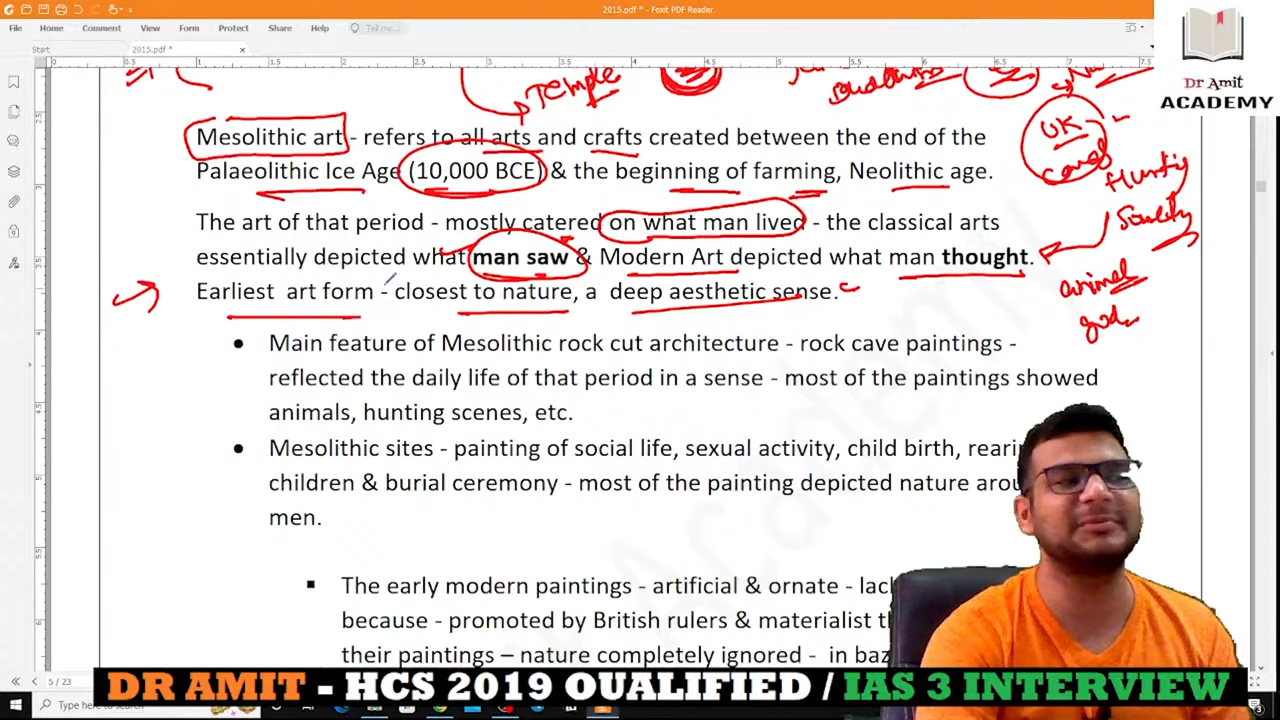 2015.pdf * - Foxit PDF Reader
File Home Comment View Form Protect Share Help Tell me...
Start 2015.pdf *
Dr Amit
ACADEMY
Temple
Buddhism
UK
caves
Mesolithic art - refers to all arts and crafts created between the end of the
Palaeolithic Ice Age (10,000 BCE) & the beginning of farming, Neolithic age.
The art of that period - mostly catered on what man lived - the classical arts
essentially depicted what man saw & Modern Art depicted what man thought.
Earliest art form - closest to nature, a deep aesthetic sense.
animal
god
Main feature of Mesolithic rock cut architecture - rock cave paintings -
reflected the daily life of that period in a sense - most of the paintings showed
animals, hunting scenes, etc.
Mesolithic sites - painting of social life, sexual activity, child birth,
children & burial ceremony - most of the painting depicted nature
men.
The early modern paintings - artificial & ornate -
because - promoted by British rulers & materialist
their paintings – nature completely ignored - in
5 / 23
DR AMIT - HCS 2019 QUALIFIED / IAS 3 INTERVIEW
Type here to search